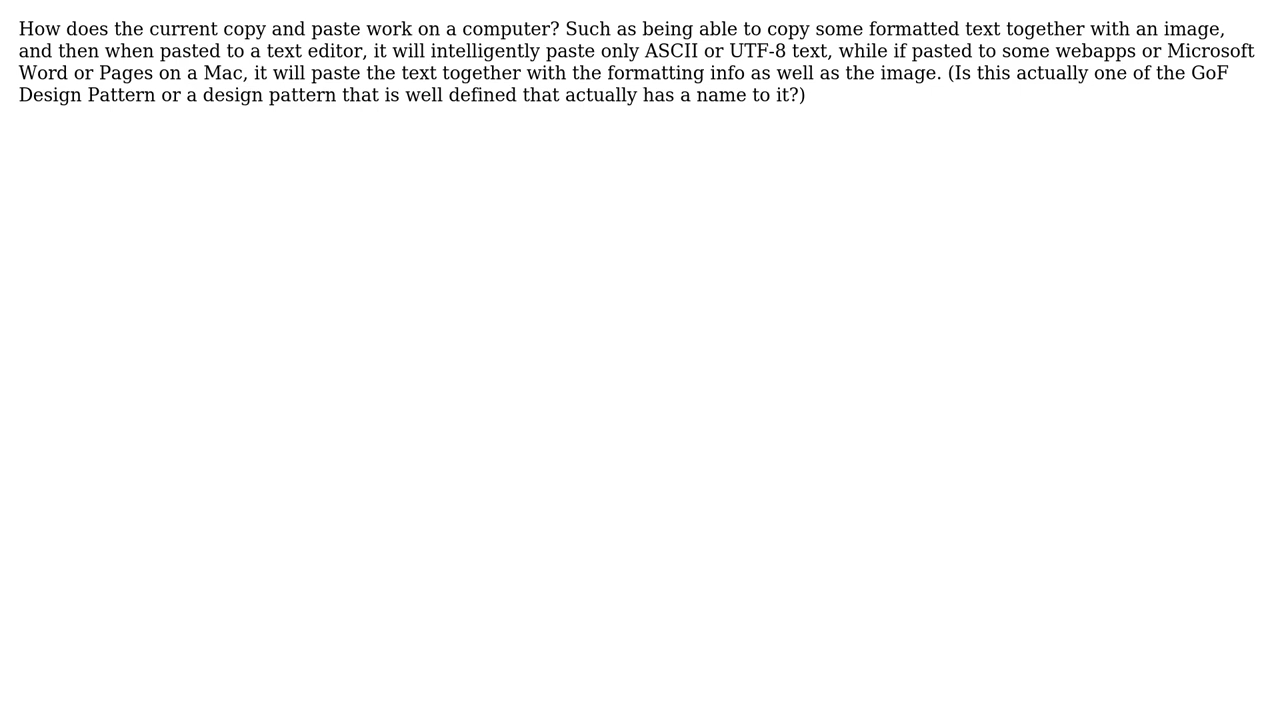 How does the current copy and paste work on a computer? Such as being able to copy some formatted text together with an image,
and then when pasted to a text editor, it will intelligently paste only ASCII or UTF-8 text, while if pasted to some webapps or Microsoft
Word or Pages on a Mac, it will paste the text together with the formatting info as well as the image. (Is this actually one of the GoF
Design Pattern or a design pattern that is well defined that actually has a name to it?)